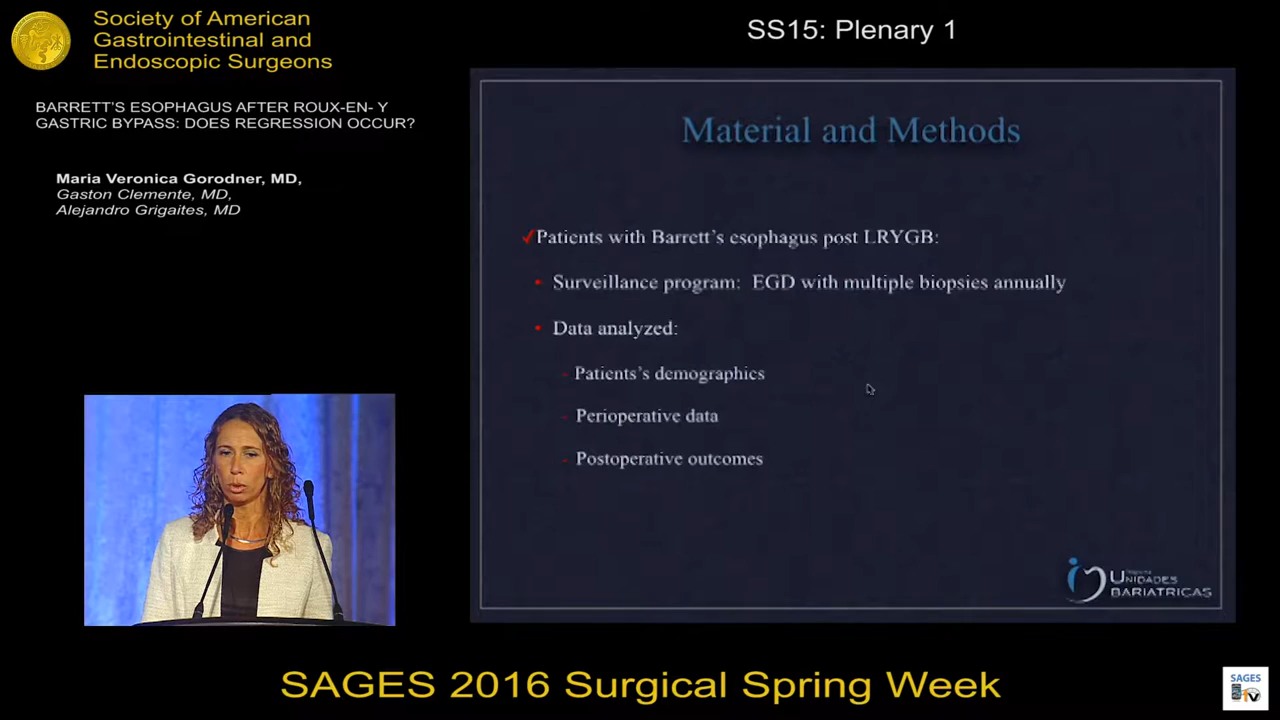 Society of American
Gastrointestinal and
Endoscopic Surgeons
SS15: Plenary 1
BARRETT'S ESOPHAGUS AFTER ROUX-EN- Y
GASTRIC BYPASS: DOES REGRESSION OCCUR?
Maria Veronica Gorodner, MD,
Gaston Clemente, MD,
Alejandro Grigaites, MD
Material and Methods
✓Patients with Barrett's esophagus post LRYGB:
• Surveillance program: EGD with multiple biopsies annually
• Data analyzed:
- Patients's demographics
- Perioperative data
- Postoperative outcomes
UNIDADES
BARIATRICAS
SAGES 2016 Surgical Spring Week
SAGES
TV